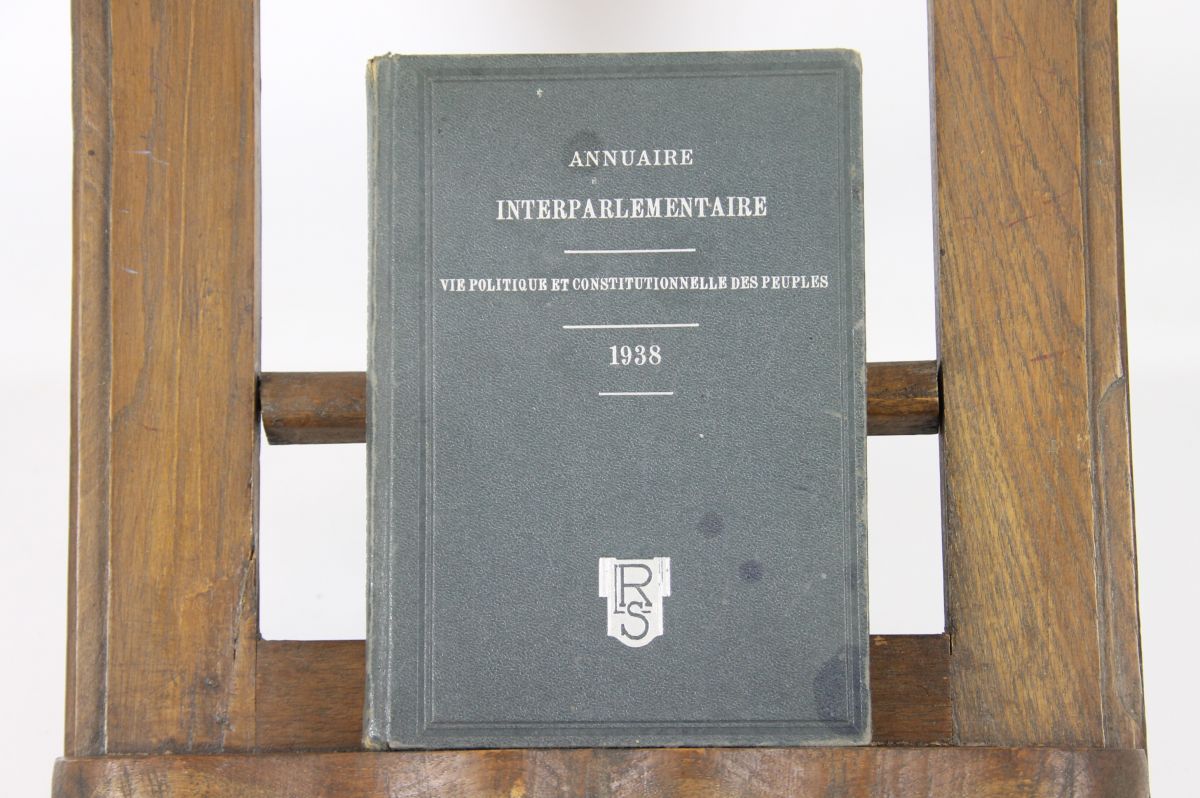 ANNUAIRE
INTERPARLEMENTAIRE
VIE POLITIQUE ET CONSTITUTIONNELLE DES PEUPLES
1938
RS